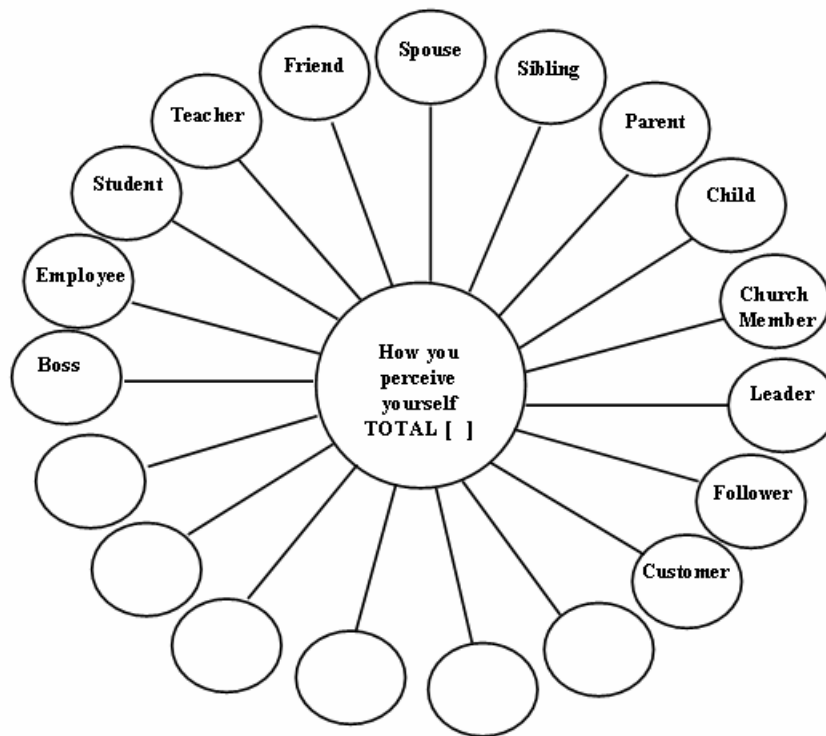 Spouse
Friend
Sibling
Teacher
Parent
Student
Child
Employee
Church
Member
Boss
Leader
How you
perceive
yourself
TOTAL [ ]
Follower
Customer